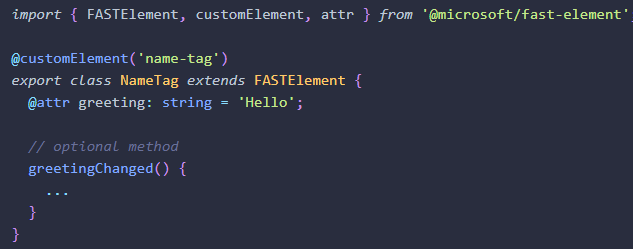 import { FASTElement, customElement, attr } from '@microsoft/fast-element';
@customElement('name-tag')
export class NameTag extends FASTElement {
@attr greeting: string = 'Hello';
// optional method
greetingChanged() {
...
}
}